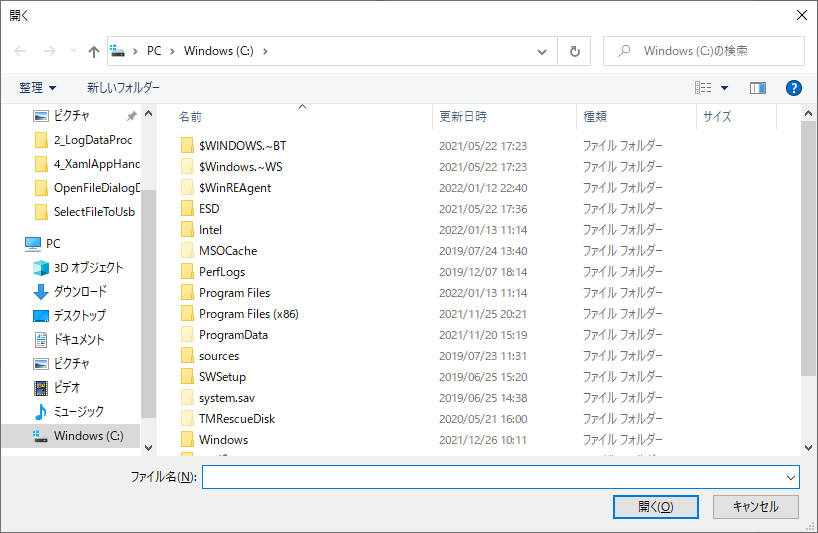 開く
PC Windows (C:)
Windows (C:)の検索
整理 新しいフォルダー
名前 更新日時 種類 サイズ
ピクチャ
2_LogDataProc
4_XamlAppHanc
OpenFileDialogD
SelectFileToUsb
PC
3D オブジェクト
ダウンロード
デスクトップ
ドキュメント
ピクチャ
ビデオ
ミュージック
Windows (C:)
$WINDOWS.~BT 2021/05/22 17:23 ファイル フォルダー
$Windows.~WS 2021/05/22 17:23 ファイル フォルダー
$WinREAgent 2022/01/12 22:40 ファイル フォルダー
ESD 2021/05/22 17:36 ファイル フォルダー
Intel 2022/01/13 11:14 ファイル フォルダー
MSOCache 2019/07/24 13:40 ファイル フォルダー
PerfLogs 2019/12/07 18:14 ファイル フォルダー
Program Files 2022/01/13 11:14 ファイル フォルダー
Program Files (x86) 2021/11/25 20:21 ファイル フォルダー
ProgramData 2021/11/20 15:19 ファイル フォルダー
sources 2019/07/23 11:31 ファイル フォルダー
SWSetup 2019/06/25 15:20 ファイル フォルダー
system.sav 2019/06/25 14:38 ファイル フォルダー
TMRescueDisk 2020/05/21 16:00 ファイル フォルダー
Windows 2021/12/26 10:11 ファイル フォルダー
ファイル名(N):
開く(O) キャンセル